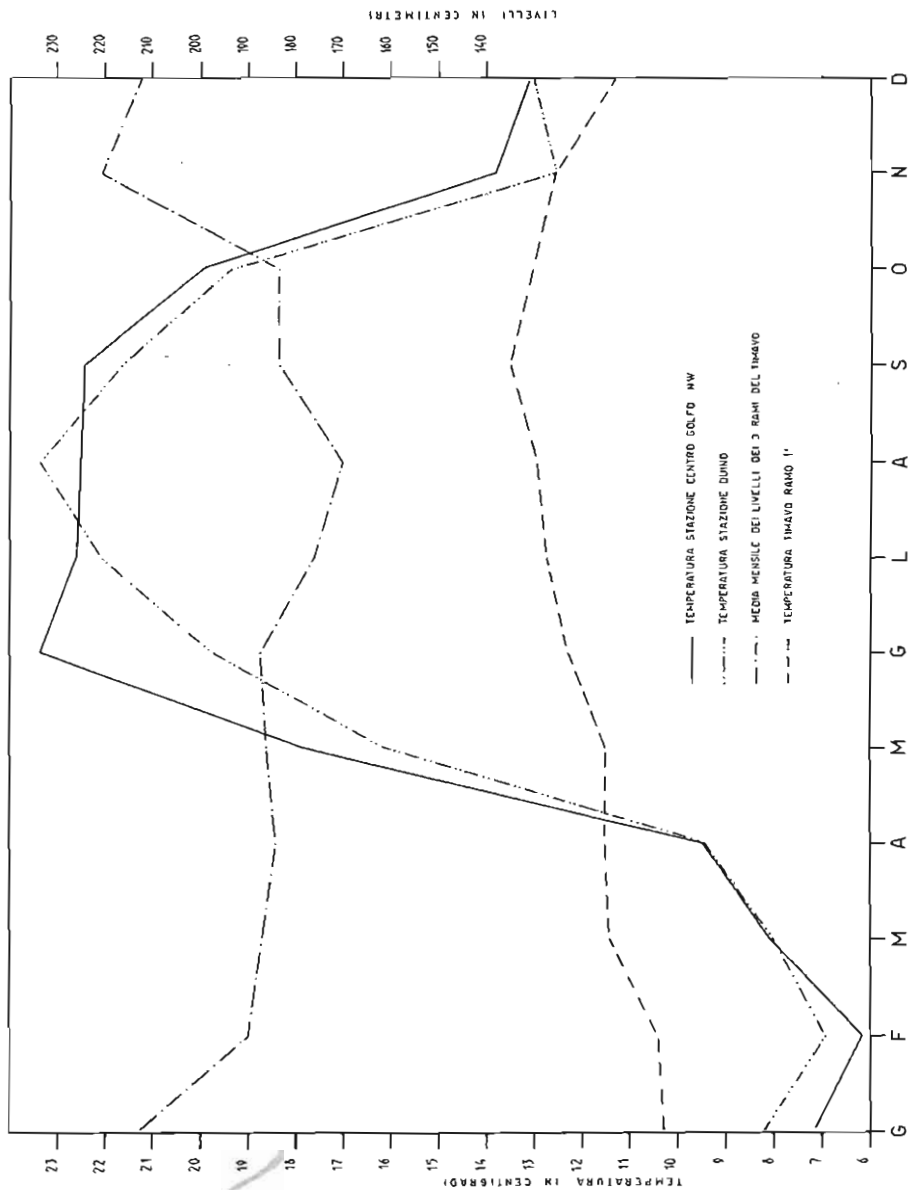 LIVELLI IN CENTIMETRI
230 220 210 200 190 180 170 160 150 140
G F M A M G L A S O N D
TEMPERATURA STAZIONE CENTRO GOLFO NW
TEMPERATURA STAZIONE DUINO
MEDIA MENSILE DEI LIVELLI DEI 3 RAMI DEL TIMAVO
TEMPERATURA TIMAVO RAMO 1°
23 22 21 20 19 18 17 16 15 14 13 12 11 10 9 8 7 6
TEMPERATURA IN CENTIGRADI